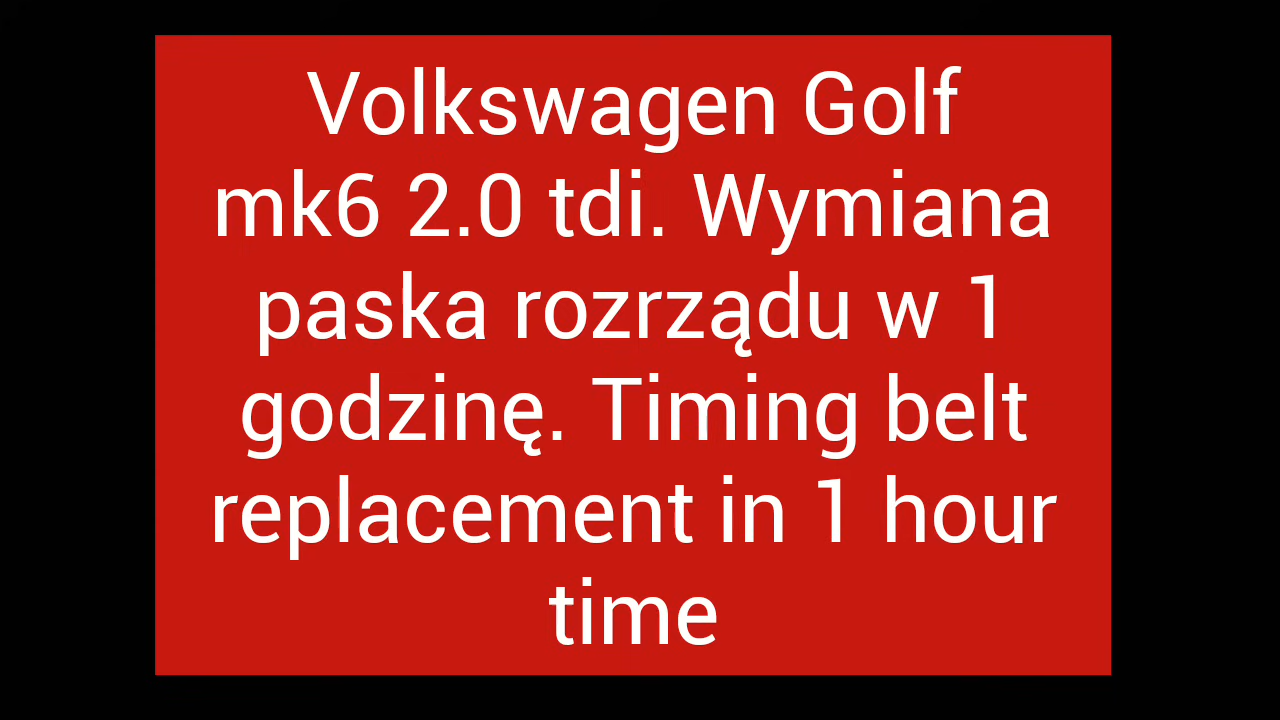 Volkswagen Golf
mk6 2.0 tdi. Wymiana
paska rozrządu w 1
godzinę. Timing belt
replacement in 1 hour
time